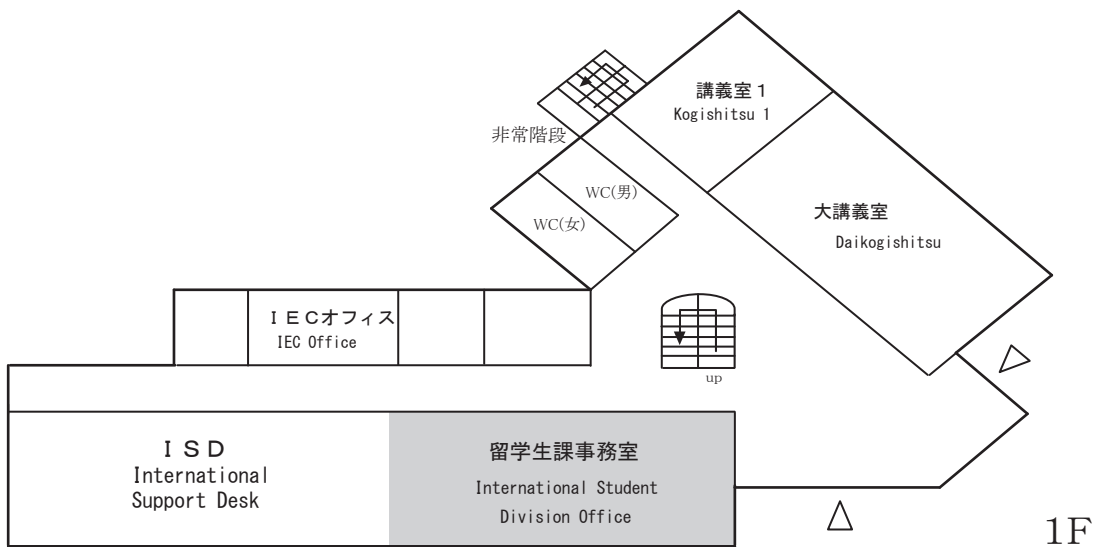 講義室１
Kogishitsu 1
非常階段
WC(男)
WC(女)
大講義室
Daikogishitsu
ＩＥＣオフィス
IEC Office
up
ＩＳＤ
International
Support Desk
留学生課事務室
International Student
Division Office
1F